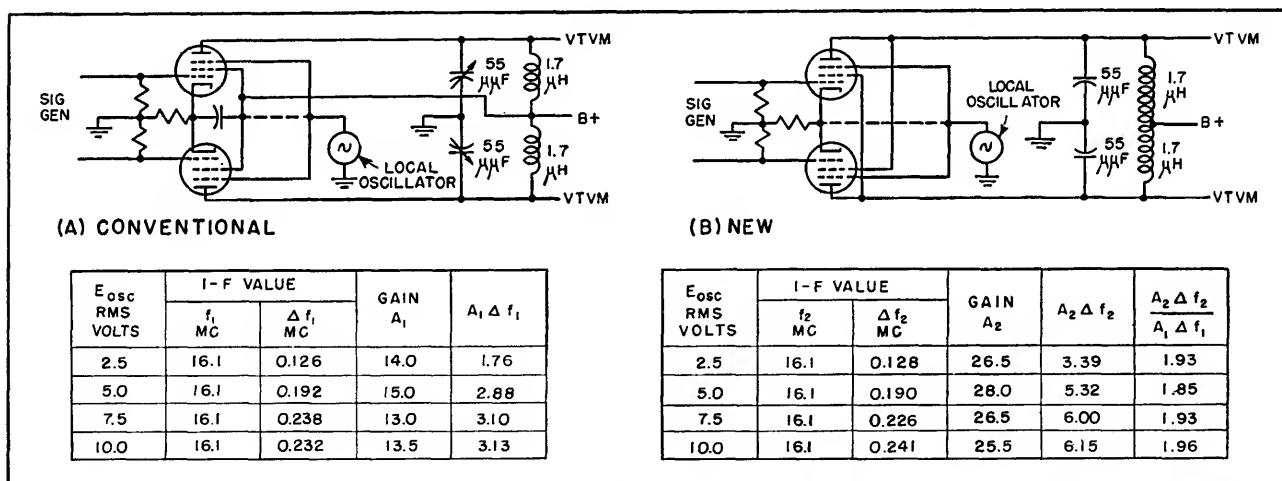 VTVM
55
μμF
1.7
μH
SIG
GEN
B+
55
μμF
1.7
μH
LOCAL
OSCILLATOR
VTVM
(A) CONVENTIONAL
VTVM
55
μμF
1.7
μH
LOCAL
OSCILLATOR
SIG
GEN
B+
55
μμF
1.7
μH
VTVM
(B) NEW
Eosc RMS VOLTS | I-F VALUE | GAIN A1 | A1 Δ f1
f1 MC | Δ f1 MC
2.5 | 16.1 | 0.126 | 14.0 | 1.76
5.0 | 16.1 | 0.192 | 15.0 | 2.88
7.5 | 16.1 | 0.238 | 13.0 | 3.10
10.0 | 16.1 | 0.232 | 13.5 | 3.13
Eosc RMS VOLTS | I-F VALUE | GAIN A2 | A2 Δ f2 | A2 Δ f2 / A1 Δ f1
f2 MC | Δ f2 MC
2.5 | 16.1 | 0.128 | 26.5 | 3.39 | 1.93
5.0 | 16.1 | 0.190 | 28.0 | 5.32 | 1.85
7.5 | 16.1 | 0.226 | 26.5 | 6.00 | 1.93
10.0 | 16.1 | 0.241 | 25.5 | 6.15 | 1.96